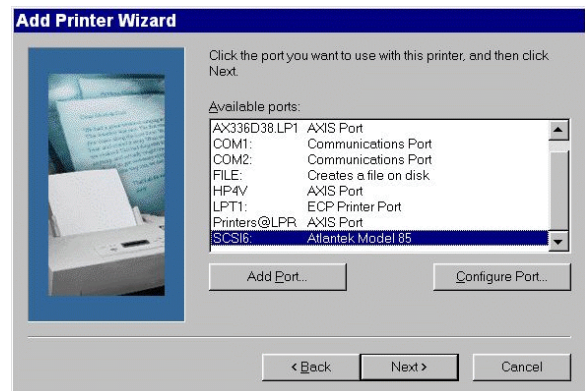 Add Printer Wizard
Click the port you want to use with this printer, and then click
Next.
Available ports:
AX336D38.LP1 AXIS Port
COM1: Communications Port
COM2: Communications Port
FILE: Creates a file on disk
HP4V AXIS Port
LPT1: ECP Printer Port
Printers@LPR AXIS Port
SCSI6: Atlantek Model 85
Add Port...
Configure Port...
< Back
Next >
Cancel